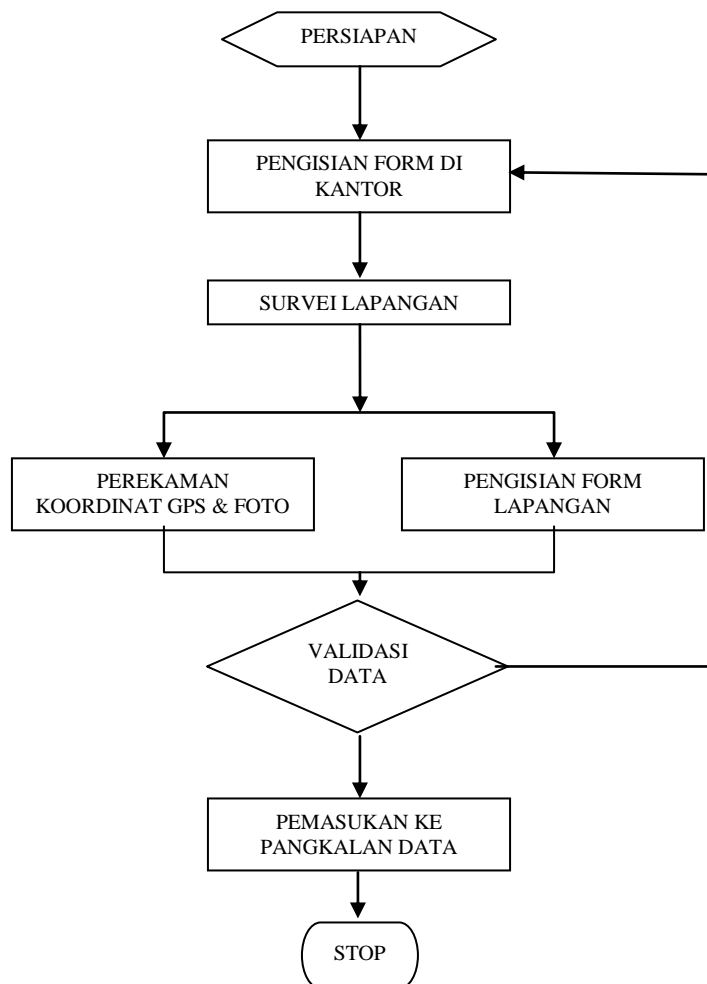 PERSIAPAN
PENGISIAN FORM DI
KANTOR
SURVEI LAPANGAN
PEREKAMAN
KOORDINAT GPS & FOTO
PENGISIAN FORM
LAPANGAN
VALIDASI
DATA
PEMASUKAN KE
PANGKALAN DATA
STOP